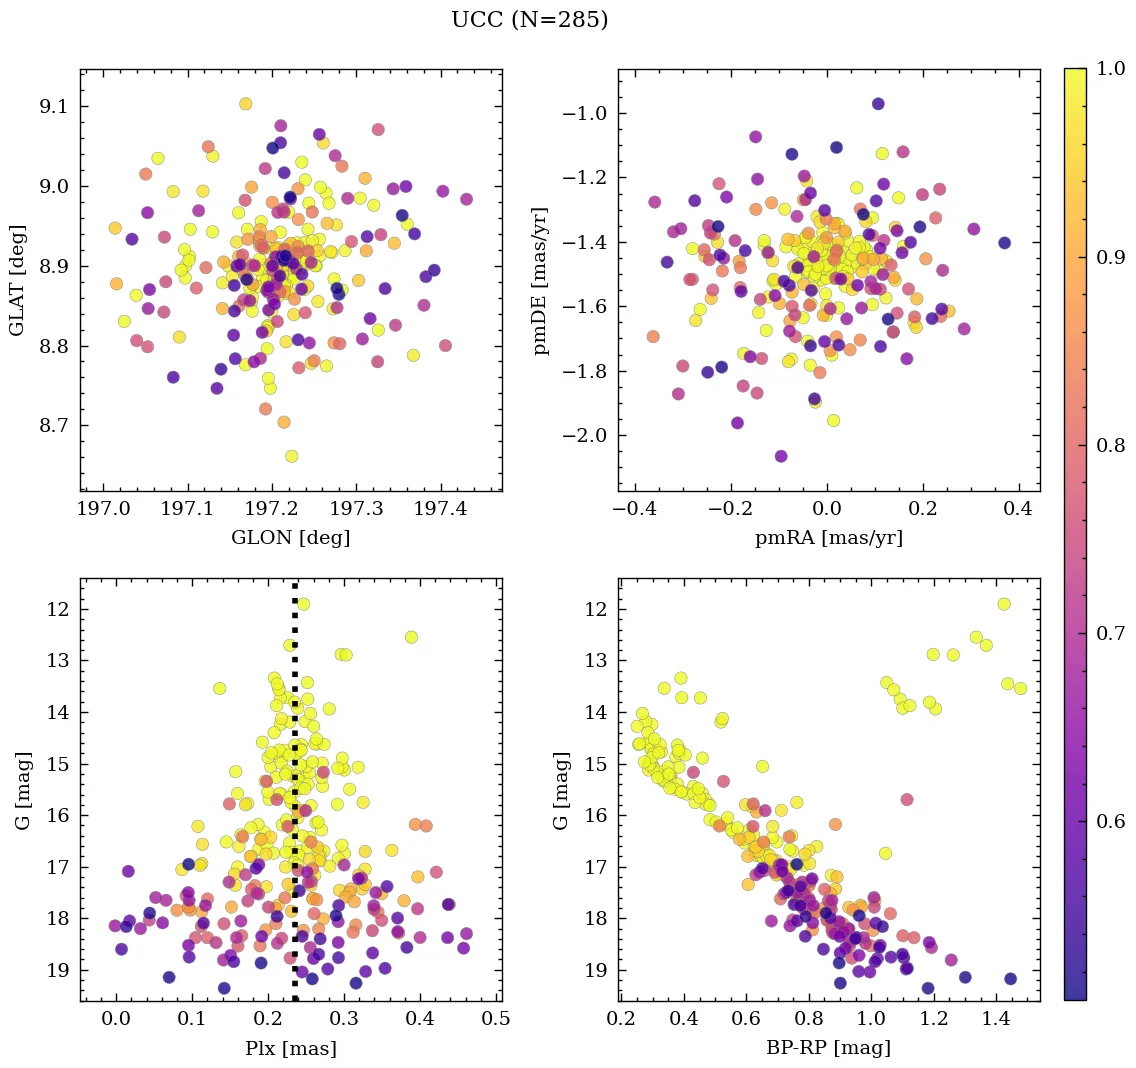 UCC (N=285)
9.1
9.0
8.9
8.8
8.7
GLAT [deg]
197.0 197.1 197.2 197.3 197.4
GLON [deg]
−1.0
−1.2
−1.4
−1.6
−1.8
−2.0
pmDE [mas/yr]
−0.4 −0.2 0.0 0.2 0.4
pmRA [mas/yr]
1.0
0.9
0.8
0.7
0.6
12
13
14
15
16
17
18
19
G [mag]
0.0 0.1 0.2 0.3 0.4 0.5
Plx [mas]
12
13
14
15
16
17
18
19
G [mag]
0.2 0.4 0.6 0.8 1.0 1.2 1.4
BP-RP [mag]